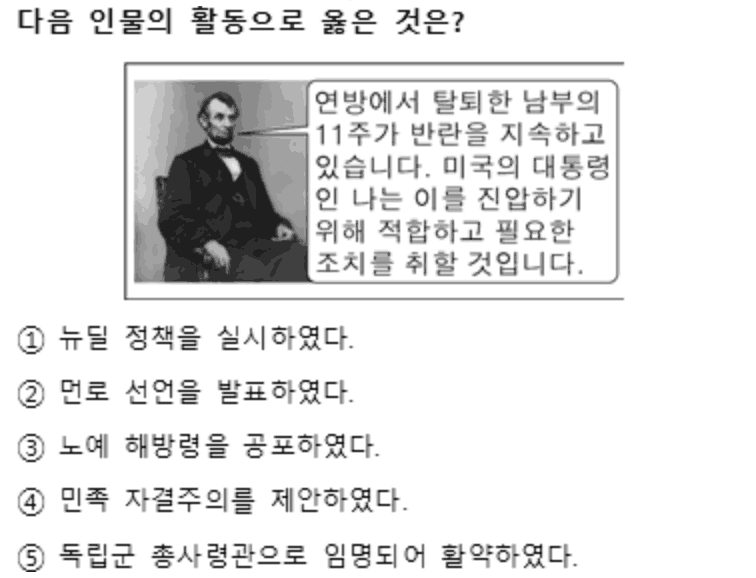 다음 인물의 활동으로 옳은 것은?
연방에서 탈퇴한 남부의
11주가 반란을 지속하고
있습니다. 미국의 대통령
인 나는 이를 진압하기
위해 적합하고 필요한
조치를 취할 것입니다.
① 뉴딜 정책을 실시하였다.
② 먼로 선언을 발표하였다.
③ 노예 해방령을 공포하였다.
④ 민족 자결주의를 제안하였다.
⑤ 독립군 총사령관으로 임명되어 활약하였다.